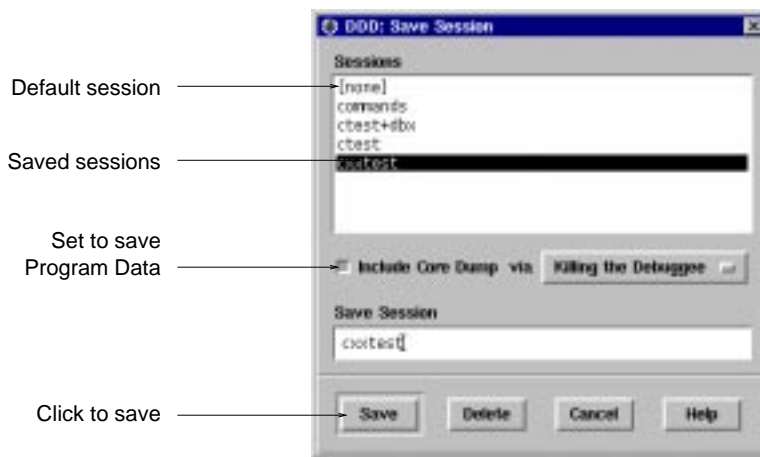 DDD: Save Session
Sessions
Default session
[none]
commands
ctest+dbx
ctest
Saved sessions
cxxtest
Set to save
Program Data
Include Core Dump via Killing the Debuggee
Save Session
cxxtest
Click to save
Save Delete Cancel Help